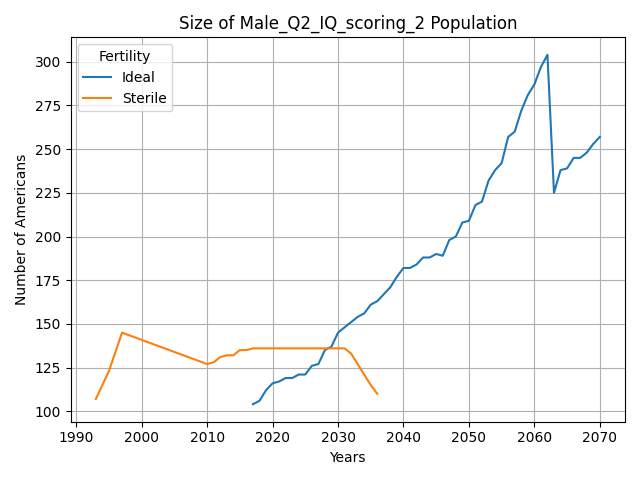 Size of Male_Q2_IQ_scoring_2 Population
Fertility
Ideal
Sterile
Number of Americans
300
275
250
225
200
175
150
125
100
1990 2000 2010 2020 2030 2040 2050 2060 2070
Years